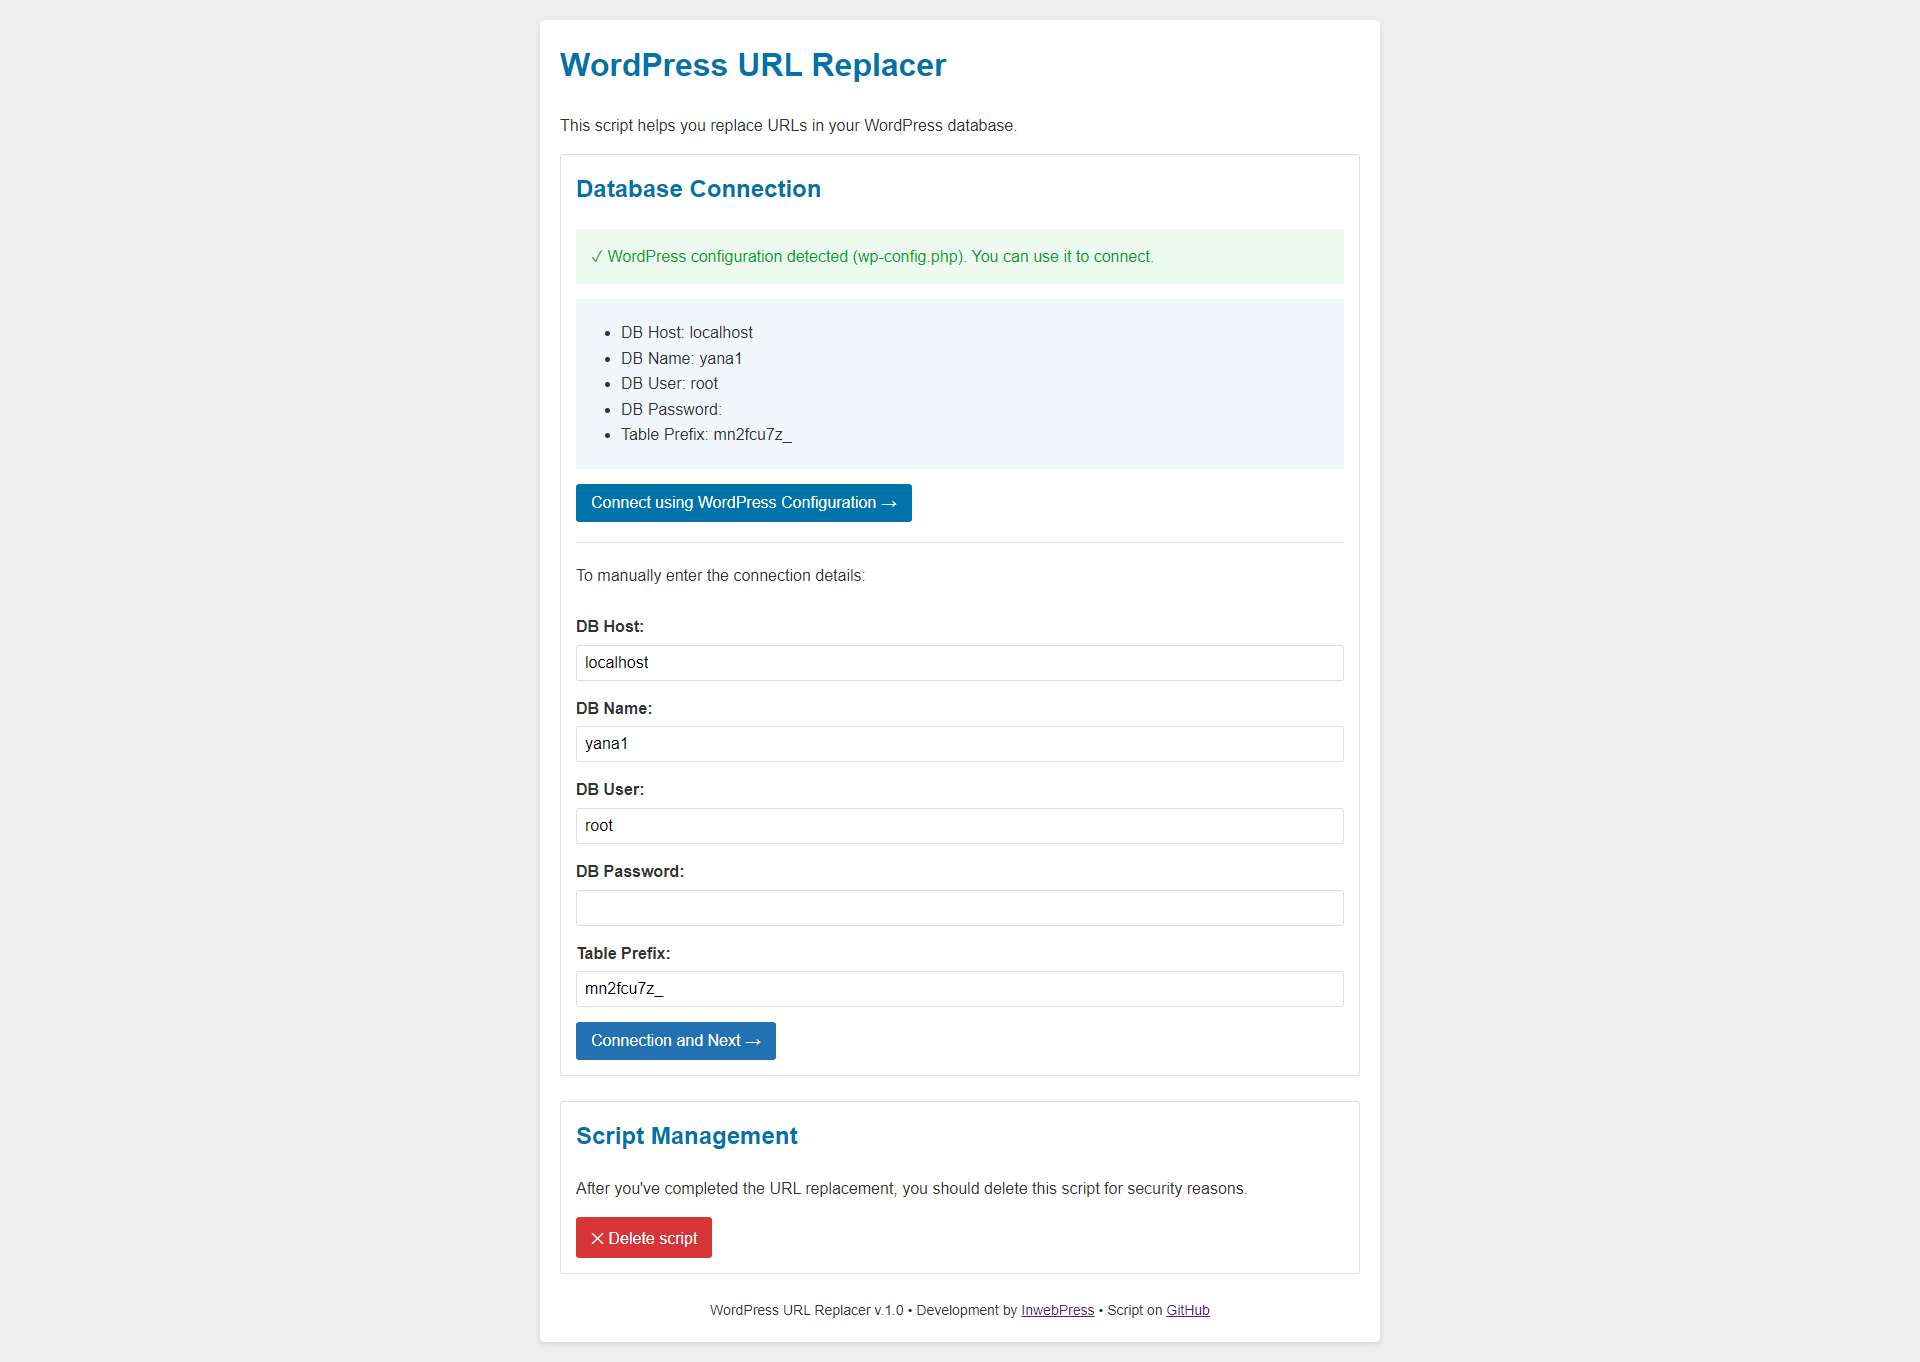 WordPress URL Replacer
This script helps you replace URLs in your WordPress database.
Database Connection
✓ WordPress configuration detected (wp-config.php). You can use it to connect.
• DB Host: localhost
• DB Name: yana1
• DB User: root
• DB Password:
• Table Prefix: mn2fcu7z_
Connect using WordPress Configuration →
To manually enter the connection details:
DB Host:
localhost
DB Name:
yana1
DB User:
root
DB Password:
Table Prefix:
mn2fcu7z_
Connection and Next →
Script Management
After you've completed the URL replacement, you should delete this script for security reasons.
✕ Delete script
WordPress URL Replacer v.1.0 • Development by InwebPress • Script on GitHub